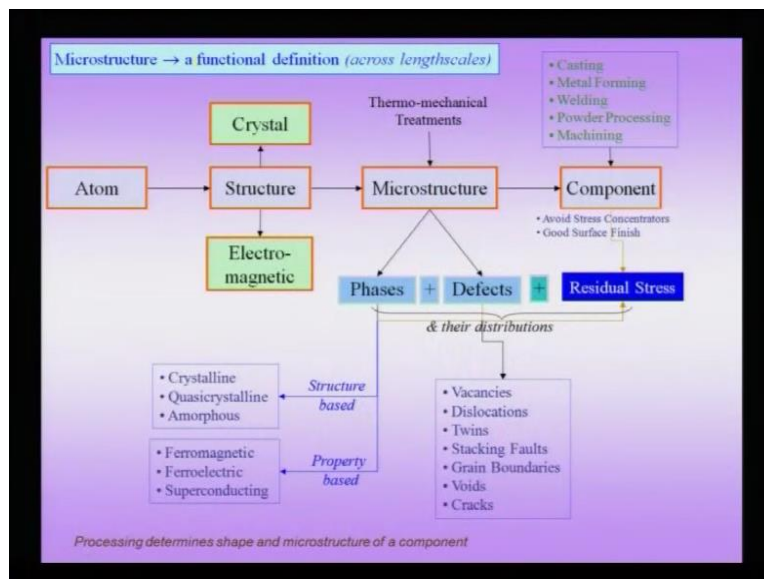 Microstructure → a functional definition (across lengthscales)
• Casting
• Metal Forming
• Welding
• Powder Processing
• Machining
Thermo-mechanical
Treatments
Crystal
Atom
Structure
Microstructure
Component
• Avoid Stress Concentrators
• Good Surface Finish
Electro-
magnetic
Phases + Defects + Residual Stress
& their distributions
• Crystalline
• Quasicrystalline
• Amorphous
Structure
based
• Ferromagnetic
• Ferroelectric
• Superconducting
Property
based
• Vacancies
• Dislocations
• Twins
• Stacking Faults
• Grain Boundaries
• Voids
• Cracks
Processing determines shape and microstructure of a component